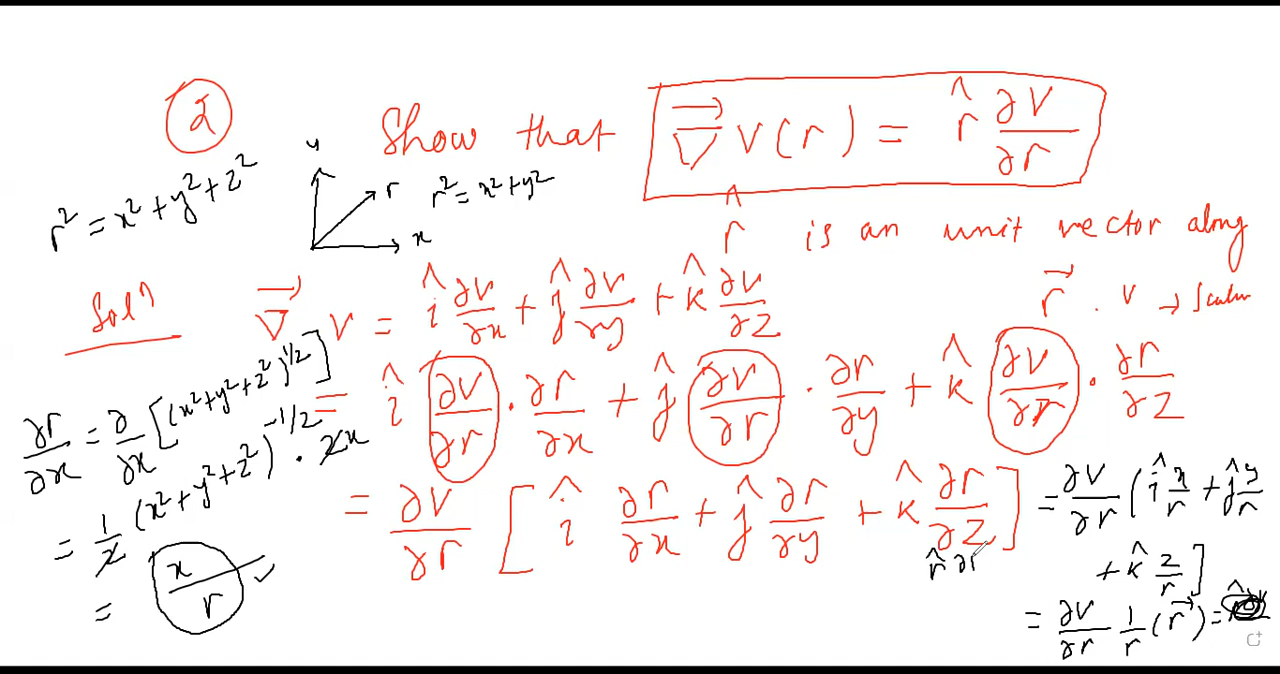 ② Show that ∇⃗ V(r) = r̂ ∂V/∂r
r² = x² + y² + z²
y
r
x
r² = x² + y²
r̂ is an unit vector along
r⃗ . V → Scalar
Solⁿ ∇⃗ V = î ∂V/∂x + ĵ ∂V/∂y + k̂ ∂V/∂z
= î ∂V/∂r · ∂r/∂x + ĵ ∂V/∂r · ∂r/∂y + k̂ ∂V/∂r · ∂r/∂z
= ∂V/∂r [ î ∂r/∂x + ĵ ∂r/∂y + k̂ ∂r/∂z ]
∂r/∂x = ∂/∂x [(x² + y² + z²)^1/2]
= 1/2 (x² + y² + z²)^-1/2 · 2x
= x/r ✓
= ∂V/∂r ( î x/r + ĵ y/r
+ k̂ z/r ]
= ∂V/∂r 1/r (r⃗) =
r̂ ∂r